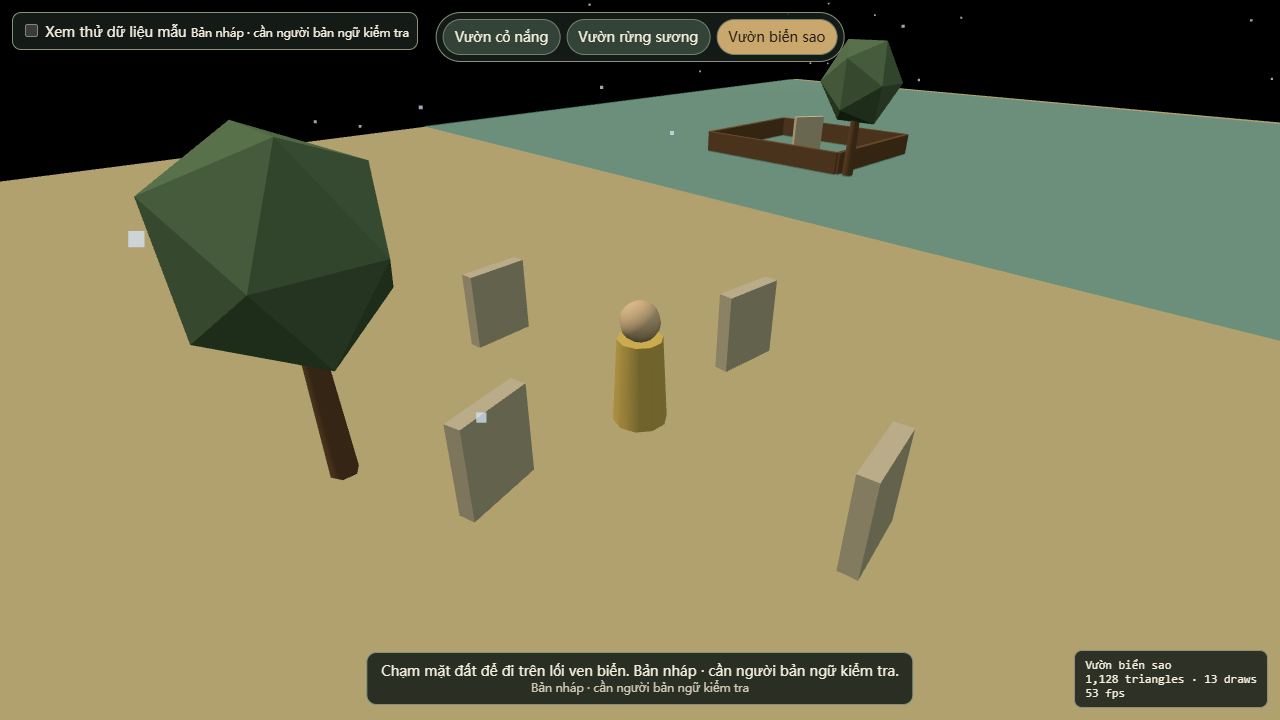 Xem thử dữ liệu mẫu Bản nháp · cần người bản ngữ kiểm tra
Vườn cỏ nắng
Vườn rừng sương
Vườn biển sao
Chạm mặt đất để đi trên lối ven biển. Bản nháp · cần người bản ngữ kiểm tra.
Bản nháp · cần người bản ngữ kiểm tra
Vườn biển sao
1,128 triangles · 13 draws
53 fps